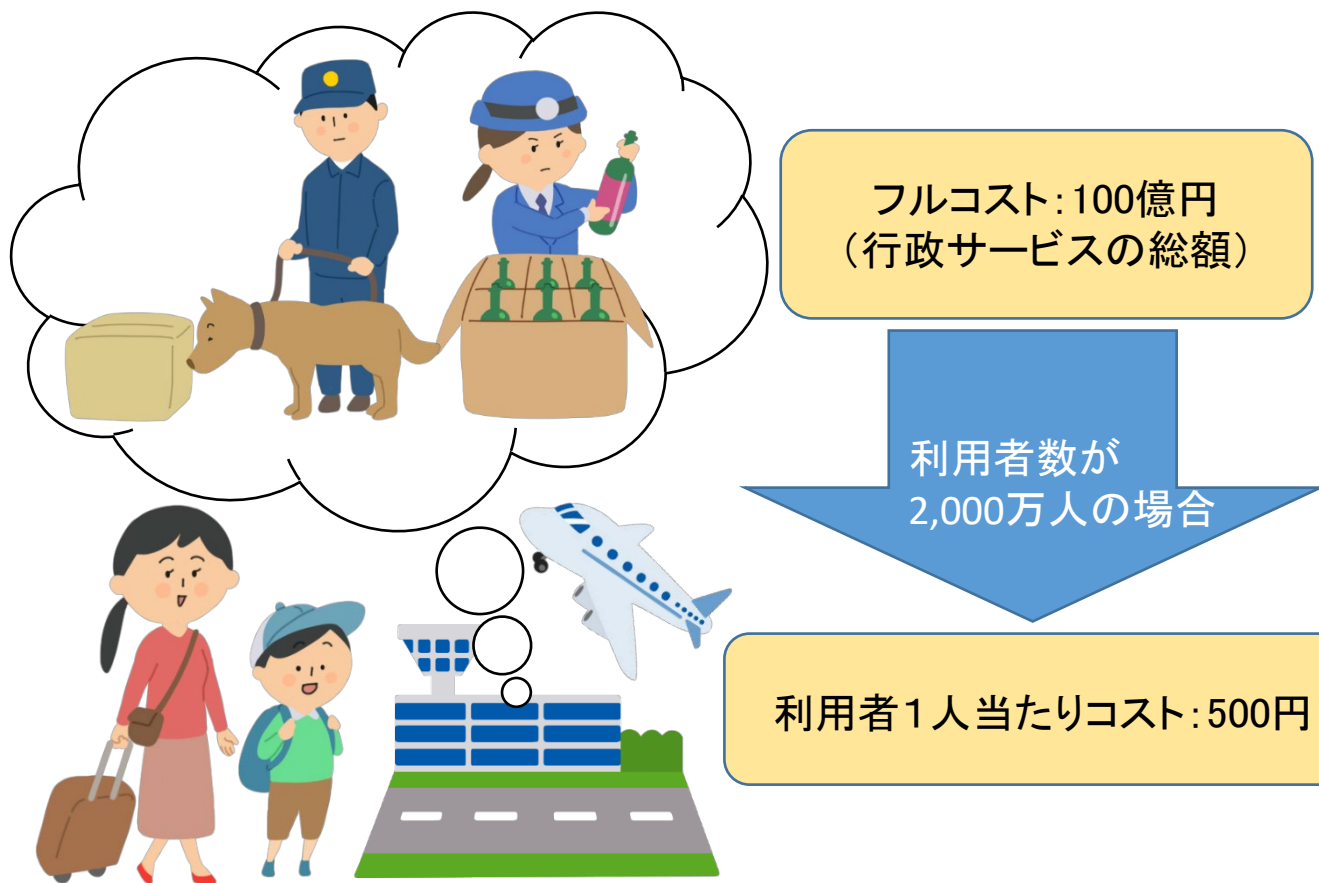 フルコスト：100億円
（行政サービスの総額）
利用者数が
2,000万人の場合
利用者１人当たりコスト：500円